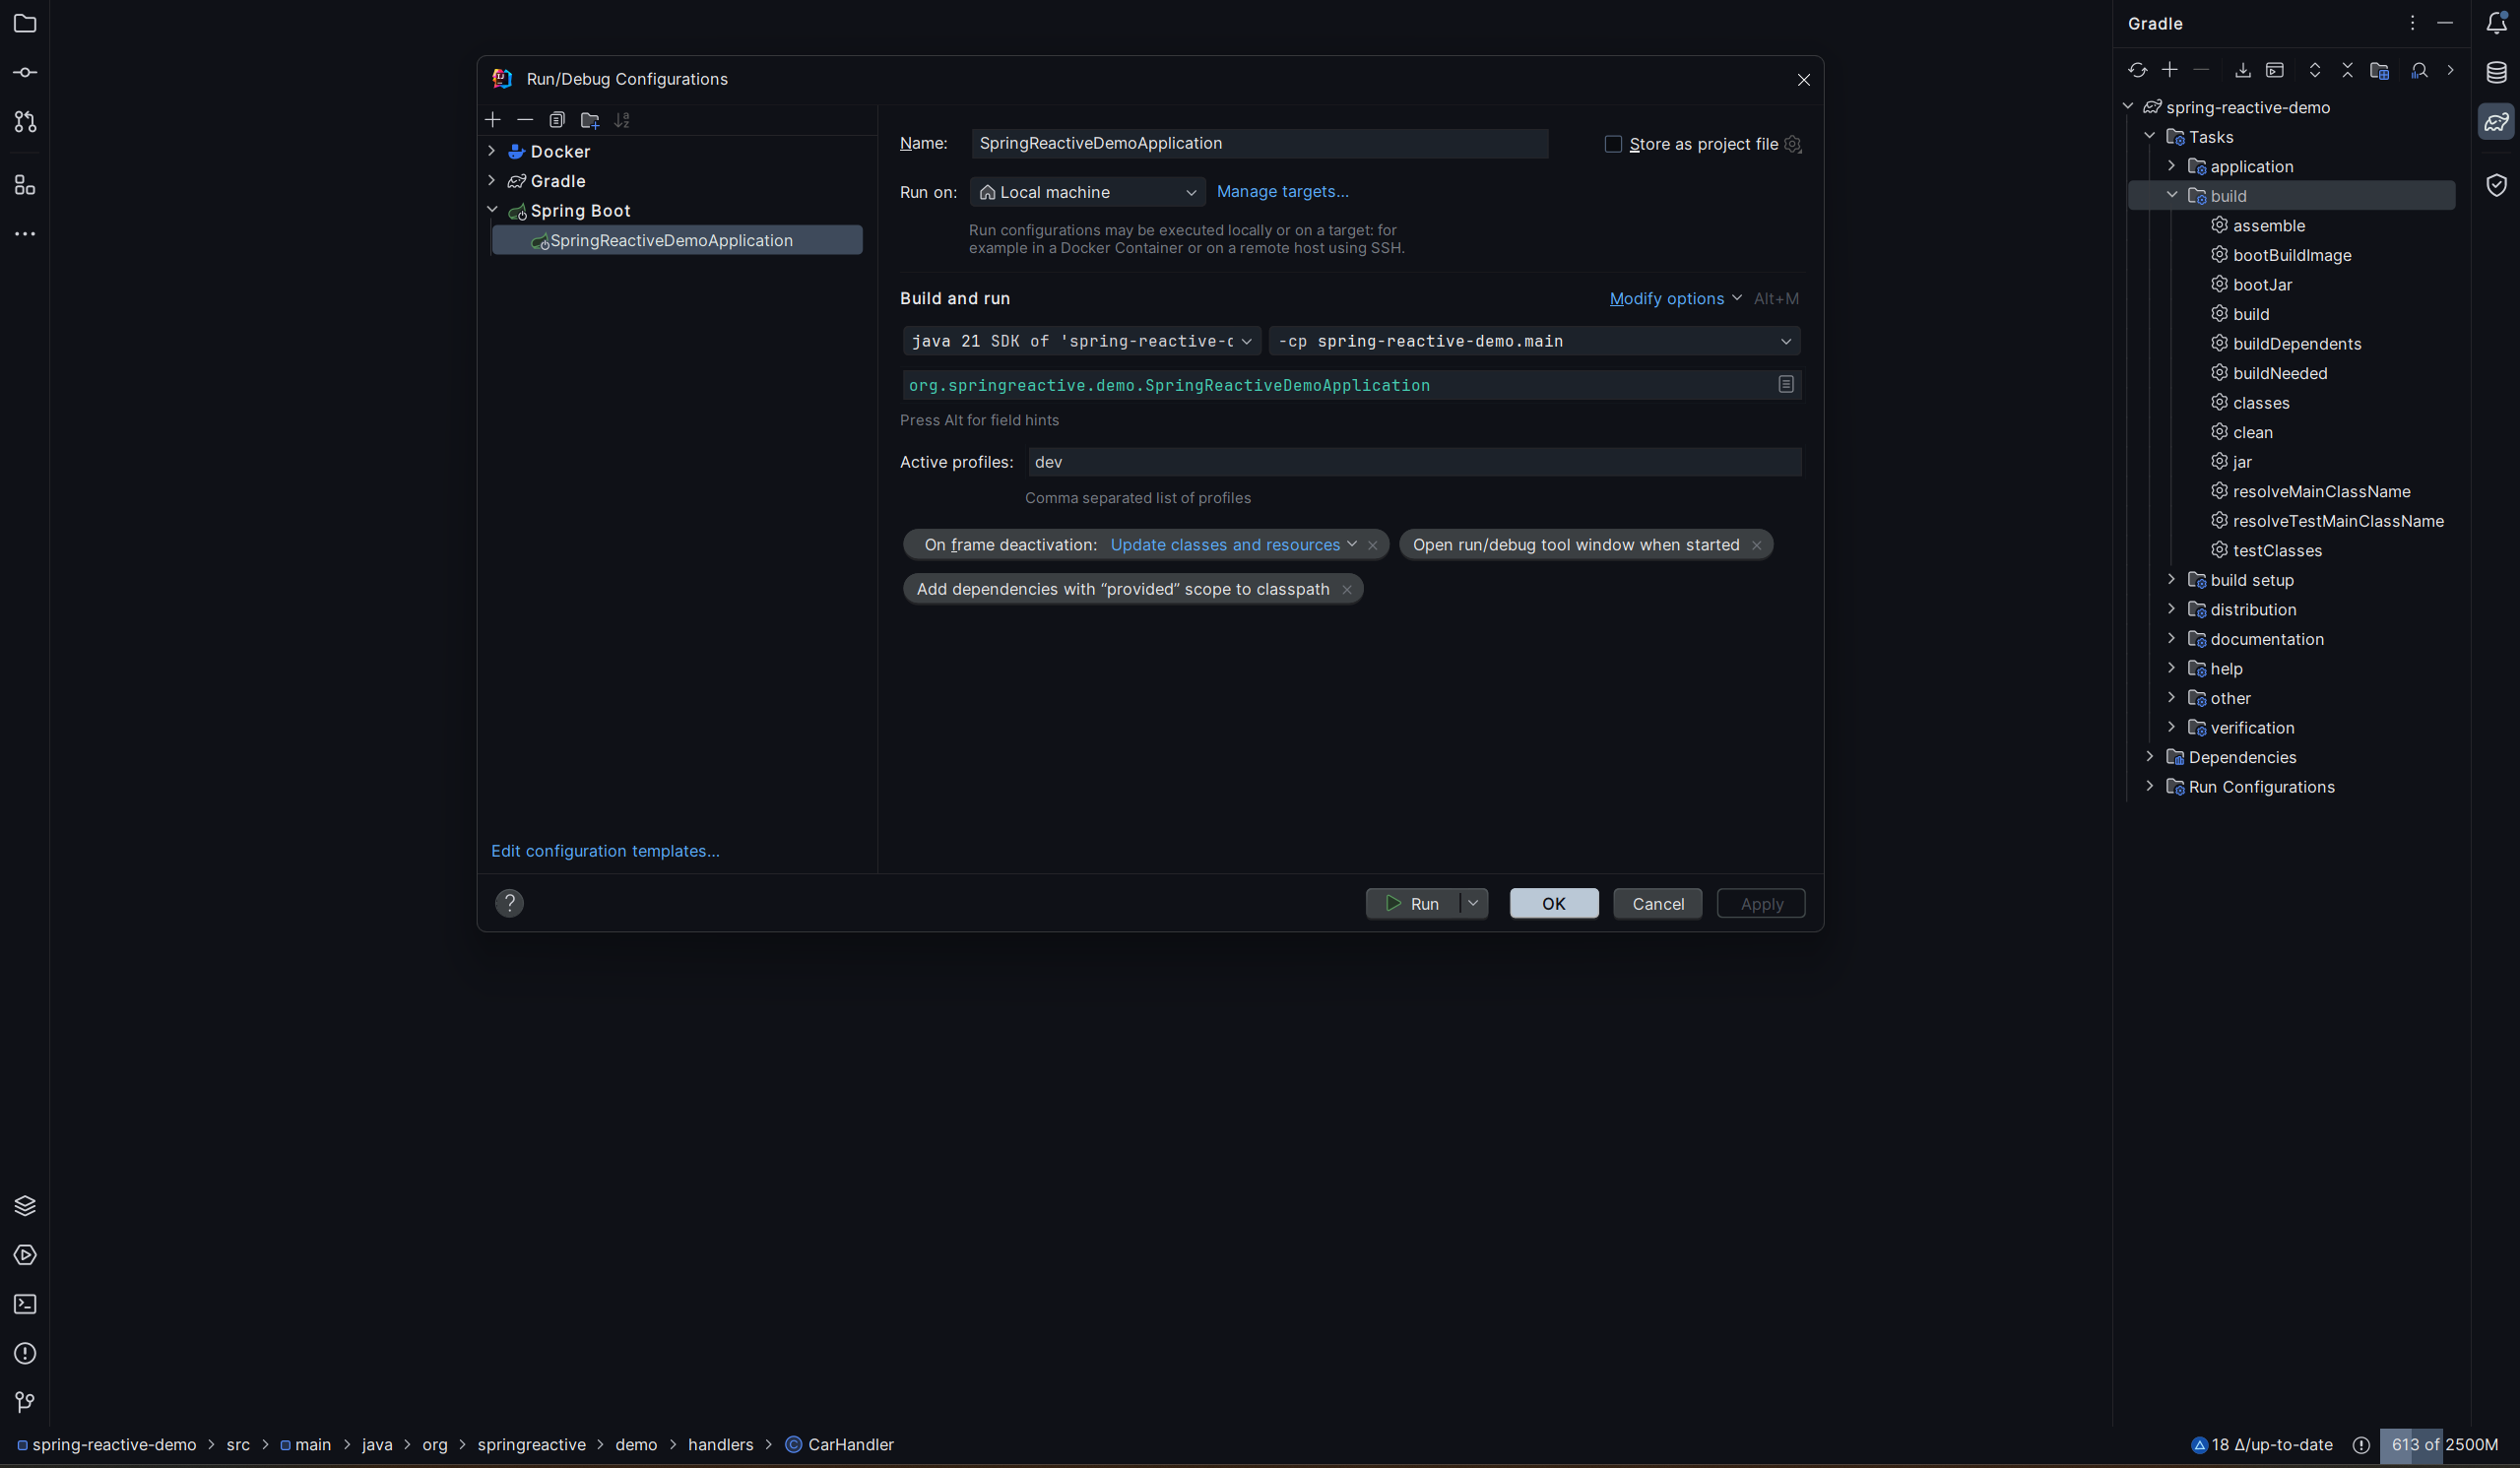 Run/Debug Configurations
Docker
Gradle
Spring Boot
SpringReactiveDemoApplication
Edit configuration templates...
Name: SpringReactiveDemoApplication
Store as project file
Run on: Local machine Manage targets...
Run configurations may be executed locally or on a target: for
example in a Docker Container or on a remote host using SSH.
Build and run
Modify options Alt+M
java 21 SDK of 'spring-reactive-d
-cp spring-reactive-demo.main
org.springreactive.demo.SpringReactiveDemoApplication
Press Alt for field hints
Active profiles: dev
Comma separated list of profiles
On frame deactivation: Update classes and resources
Open run/debug tool window when started
Add dependencies with “provided” scope to classpath
?
Run
OK
Cancel
Apply
Gradle
spring-reactive-demo
Tasks
application
build
assemble
bootBuildImage
bootJar
build
buildDependents
buildNeeded
classes
clean
jar
resolveMainClassName
resolveTestMainClassName
testClasses
build setup
distribution
documentation
help
other
verification
Dependencies
Run Configurations
spring-reactive-demo > src > main > java > org > springreactive > demo > handlers > CarHandler
18 Δ/up-to-date
613 of 2500M